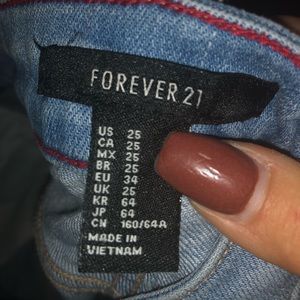 FOREVER 21
US 25
CA 25
MX 25
BR 25
EU 34
UK 25
KR 64
JP 64
CN 160/64A
MADE IN
VIETNAM